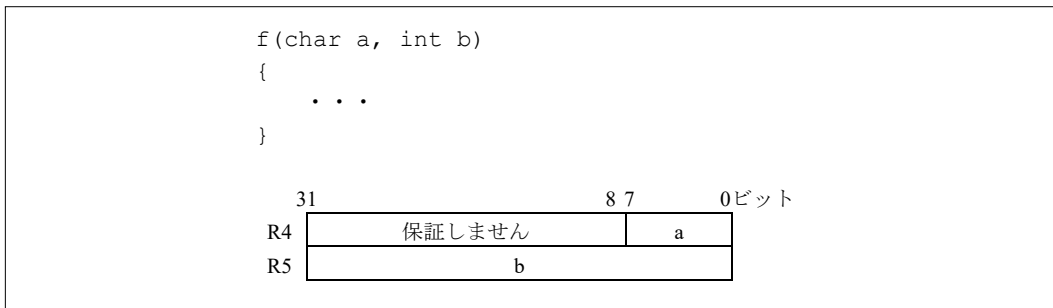 f(char a, int b)
{
・・・
}
31 8 7 0ビット
R4 保証しません a
R5 b